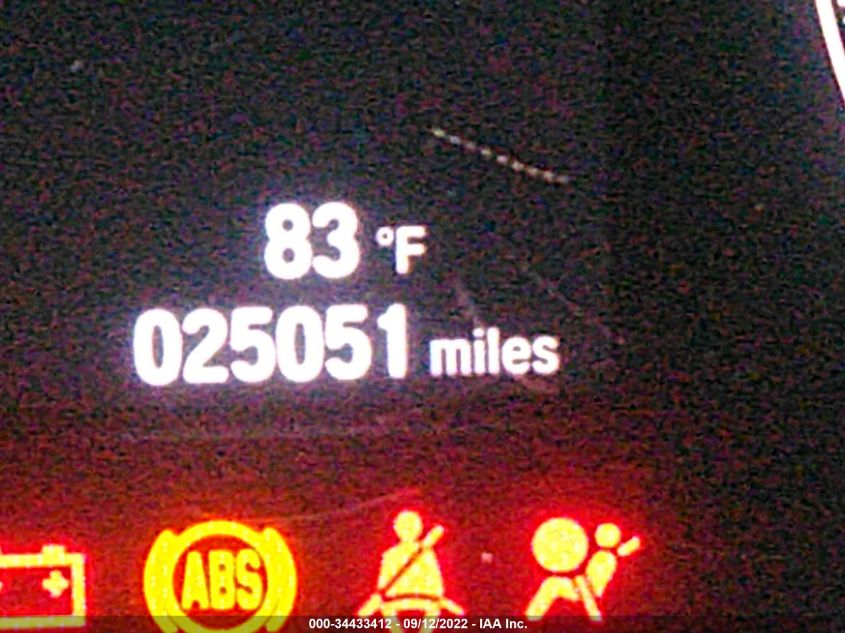 83 °F
025051 miles
ABS
000-34433412 - 09/12/2022 - IAA Inc.